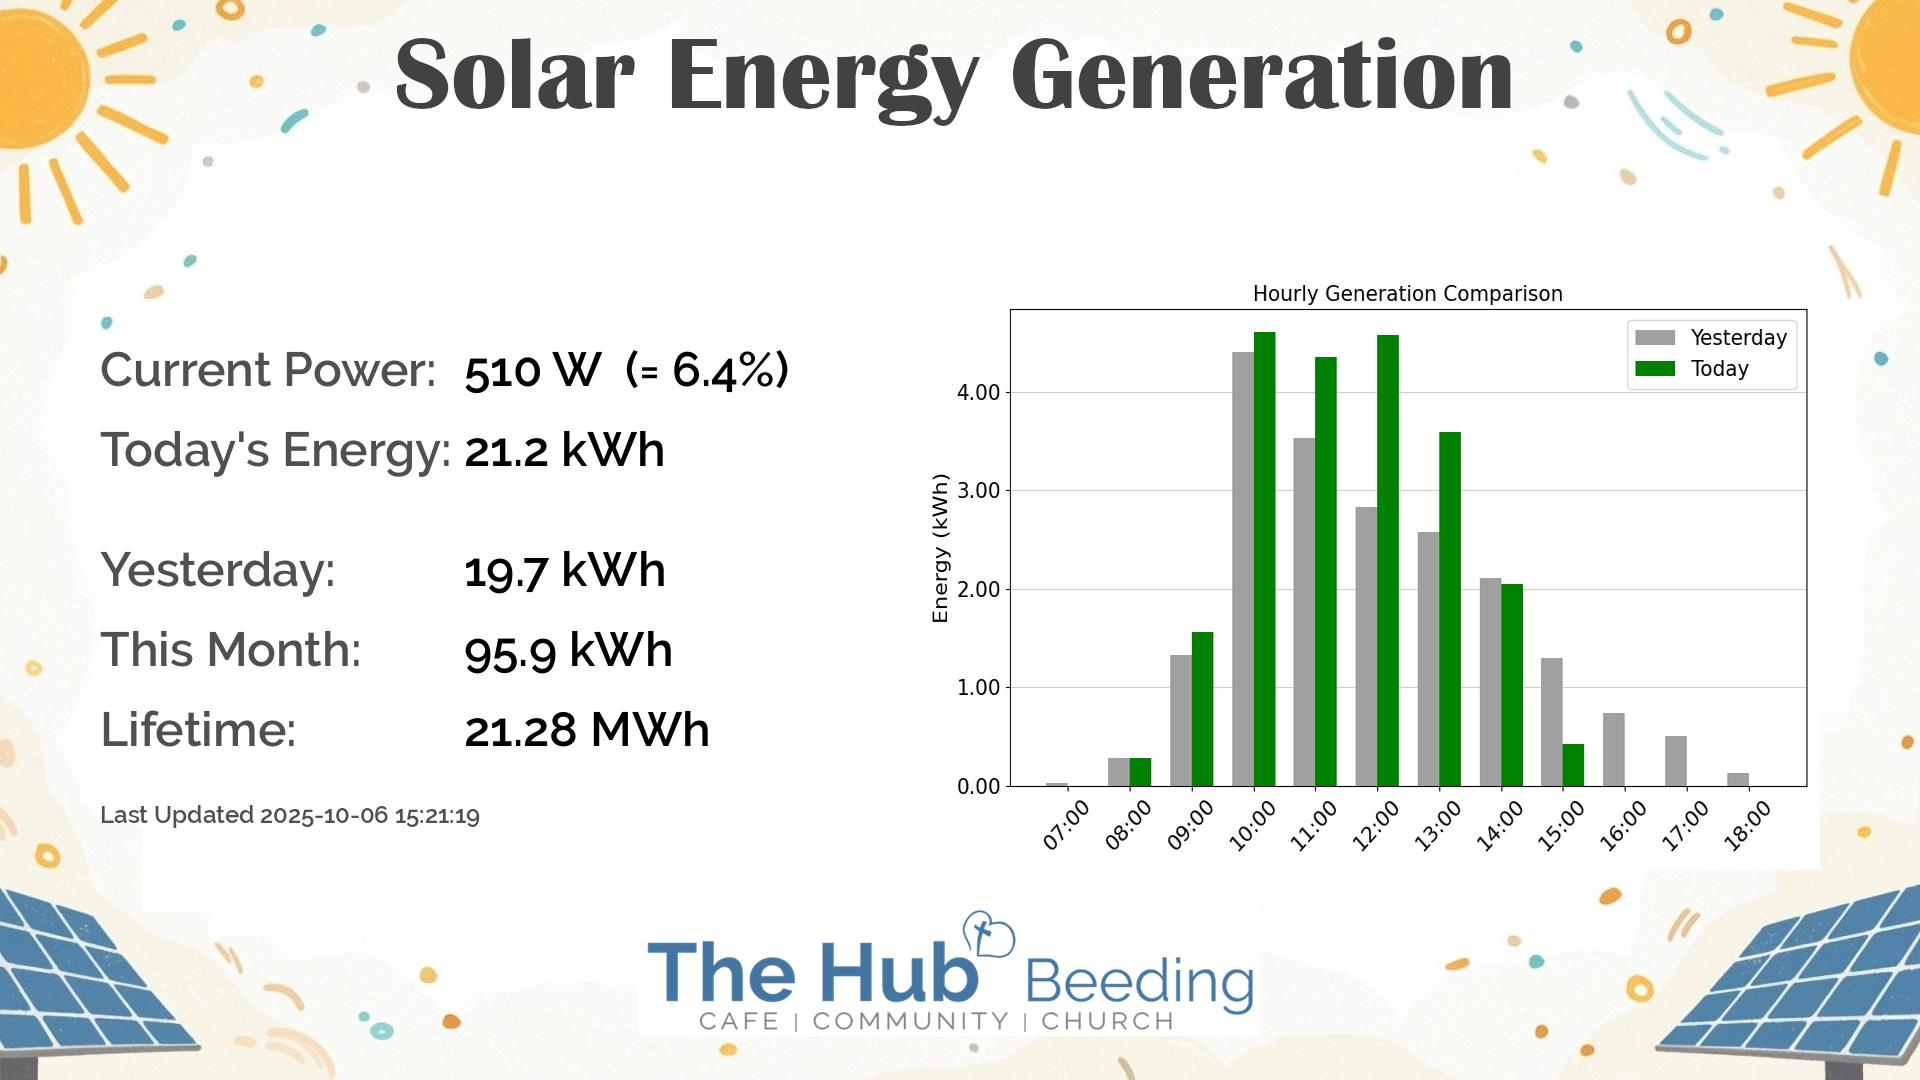 Solar Energy Generation
Current Power: 510 W (= 6.4%)
Today's Energy: 21.2 kWh
Yesterday: 19.7 kWh
This Month: 95.9 kWh
Lifetime: 21.28 MWh
Last Updated 2025-10-06 15:21:19
Hourly Generation Comparison
Yesterday
Today
Energy (kWh)
4.00
3.00
2.00
1.00
0.00
07:00 08:00 09:00 10:00 11:00 12:00 13:00 14:00 15:00 16:00 17:00 18:00
The Hub Beeding
CAFE | COMMUNITY | CHURCH